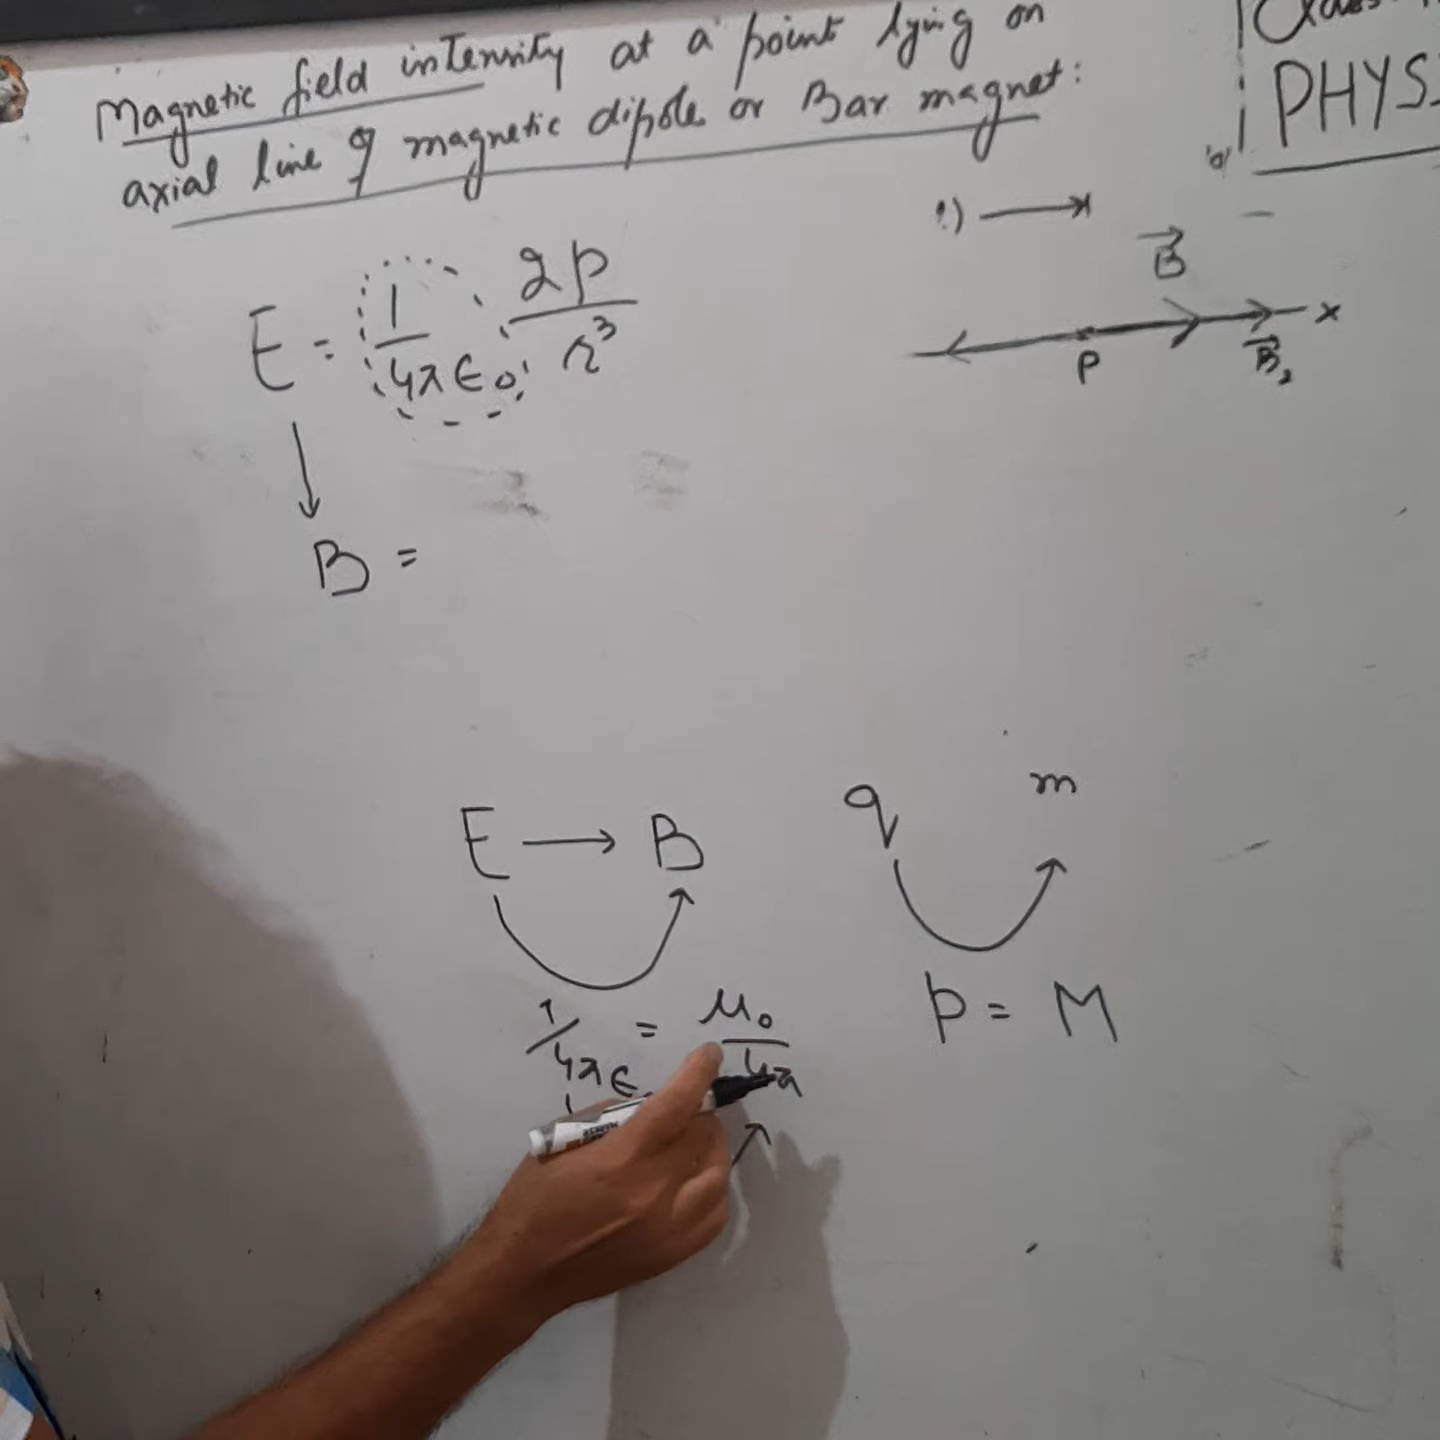 Magnetic field intensity at a point lying on
axial line of magnetic dipole or Bar magnet:
PHYS
1.)
E = 1/4πε₀ 2p/r³
B⃗
x
P
B⃗₂
B =
E → B
q m
1/4πε = μ₀/4π
p = M